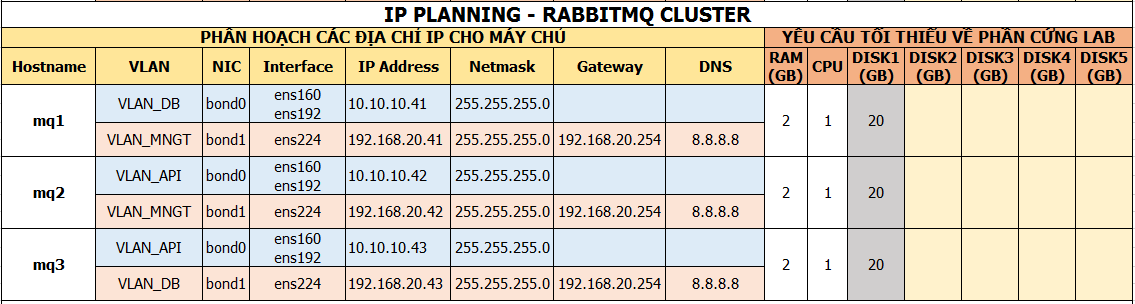 IP PLANNING - RABBITMQ CLUSTER
PHÂN HOẠCH CÁC ĐỊA CHỈ IP CHO MÁY CHỦ YÊU CẦU TỐI THIỂU VỀ PHẦN CỨNG LAB
Hostname VLAN NIC Interface IP Address Netmask Gateway DNS RAM (GB) CPU DISK1 (GB) DISK2 (GB) DISK3 (GB) DISK4 (GB) DISK5 (GB)
mq1 VLAN_DB bond0 ens160 ens192 10.10.10.41 255.255.255.0 2 1 20
VLAN_MNGT bond1 ens224 192.168.20.41 255.255.255.0 192.168.20.254 8.8.8.8
mq2 VLAN_API bond0 ens160 ens192 10.10.10.42 255.255.255.0 2 1 20
VLAN_MNGT bond1 ens224 192.168.20.42 255.255.255.0 192.168.20.254 8.8.8.8
mq3 VLAN_API bond0 ens160 ens192 10.10.10.43 255.255.255.0 2 1 20
VLAN_DB bond1 ens224 192.168.20.43 255.255.255.0 192.168.20.254 8.8.8.8